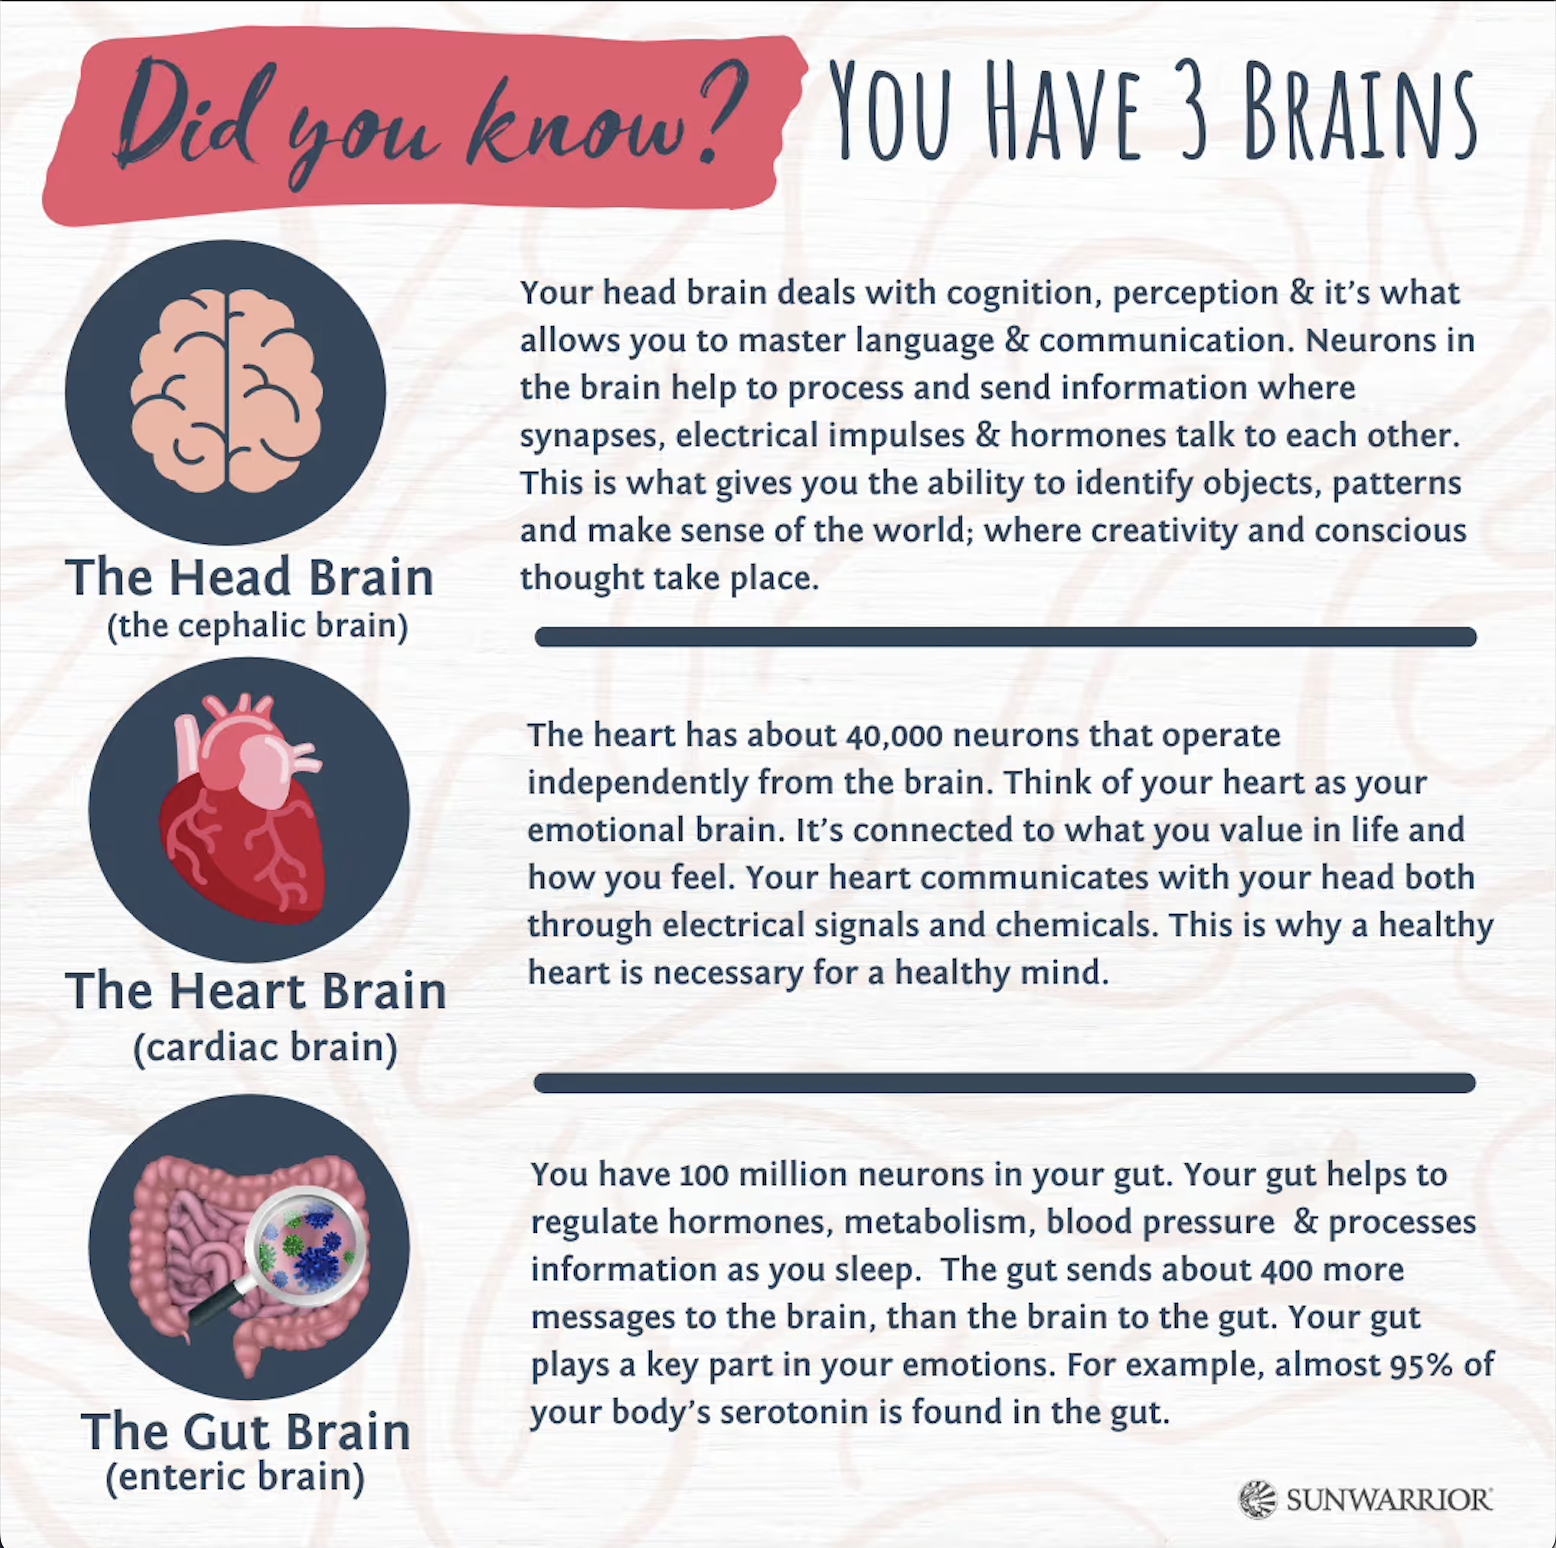 Did you know?
YOU HAVE 3 BRAINS
Your head brain deals with cognition, perception & it's what
allows you to master language & communication. Neurons in
the brain help to process and send information where
synapses, electrical impulses & hormones talk to each other.
This is what gives you the ability to identify objects, patterns
and make sense of the world; where creativity and conscious
thought take place.
The Head Brain
(the cephalic brain)
The heart has about 40,000 neurons that operate
independently from the brain. Think of your heart as your
emotional brain. It's connected to what you value in life and
how you feel. Your heart communicates with your head both
through electrical signals and chemicals. This is why a healthy
heart is necessary for a healthy mind.
The Heart Brain
(cardiac brain)
You have 100 million neurons in your gut. Your gut helps to
regulate hormones, metabolism, blood pressure  & processes
information as you sleep.  The gut sends about 400 more
messages to the brain, than the brain to the gut. Your gut
plays a key part in your emotions. For example, almost 95% of
your body's serotonin is found in the gut.
The Gut Brain
(enteric brain)
SUNWARRIOR